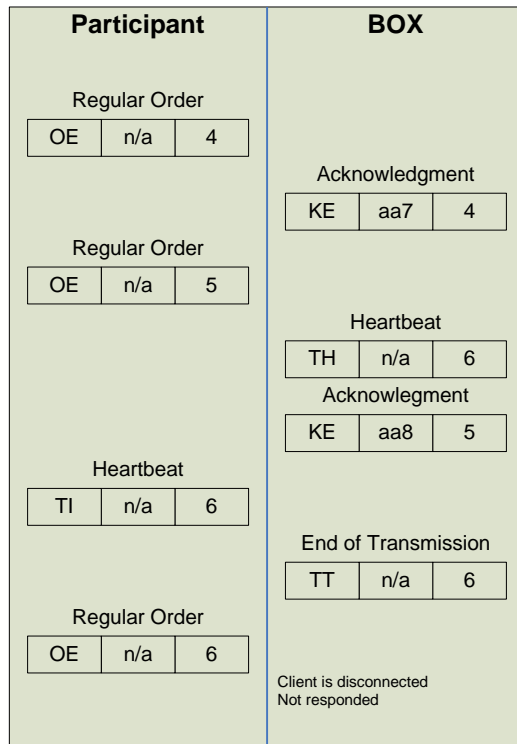 Participant BOX
Regular Order
OE n/a 4
Acknowledgment
KE aa7 4
Regular Order
OE n/a 5
Heartbeat
TH n/a 6
Acknowlegment
KE aa8 5
Heartbeat
TI n/a 6
End of Transmission
TT n/a 6
Regular Order
OE n/a 6
Client is disconnected
Not responded